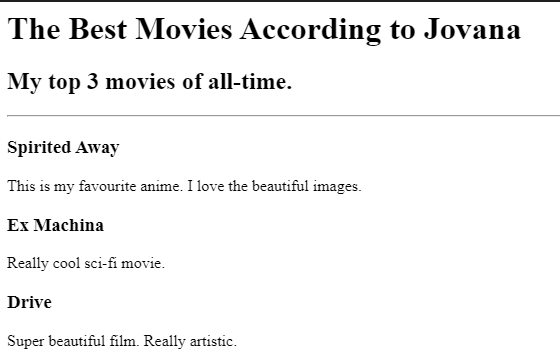 The Best Movies According to Jovana
My top 3 movies of all-time.
Spirited Away
This is my favourite anime. I love the beautiful images.
Ex Machina
Really cool sci-fi movie.
Drive
Super beautiful film. Really artistic.